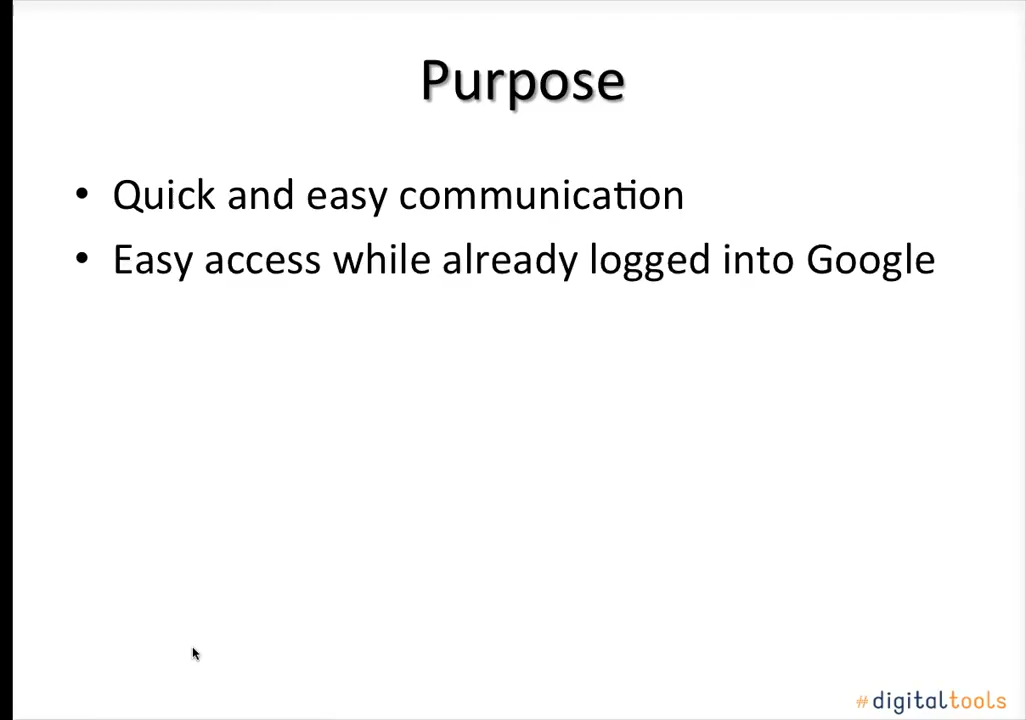 Purpose
• Quick and easy communication
• Easy access while already logged into Google
#digitaltools